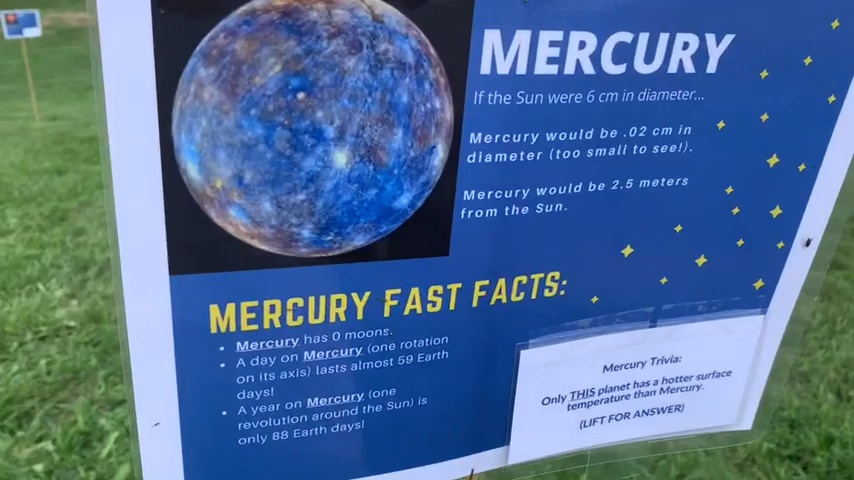 MERCURY
If the Sun were 6 cm in diameter...
Mercury would be .02 cm in
diameter (too small to see!).
Mercury would be 2.5 meters
from the Sun.
MERCURY FAST FACTS:
• Mercury has 0 moons.
• A day on Mercury (one rotation
on its axis) lasts almost 59 Earth
days!
• A year on Mercury (one
revolution around the Sun) is
only 88 Earth days!
Mercury Trivia:
Only THIS planet has a hotter surface
temperature than Mercury.
(LIFT FOR ANSWER)